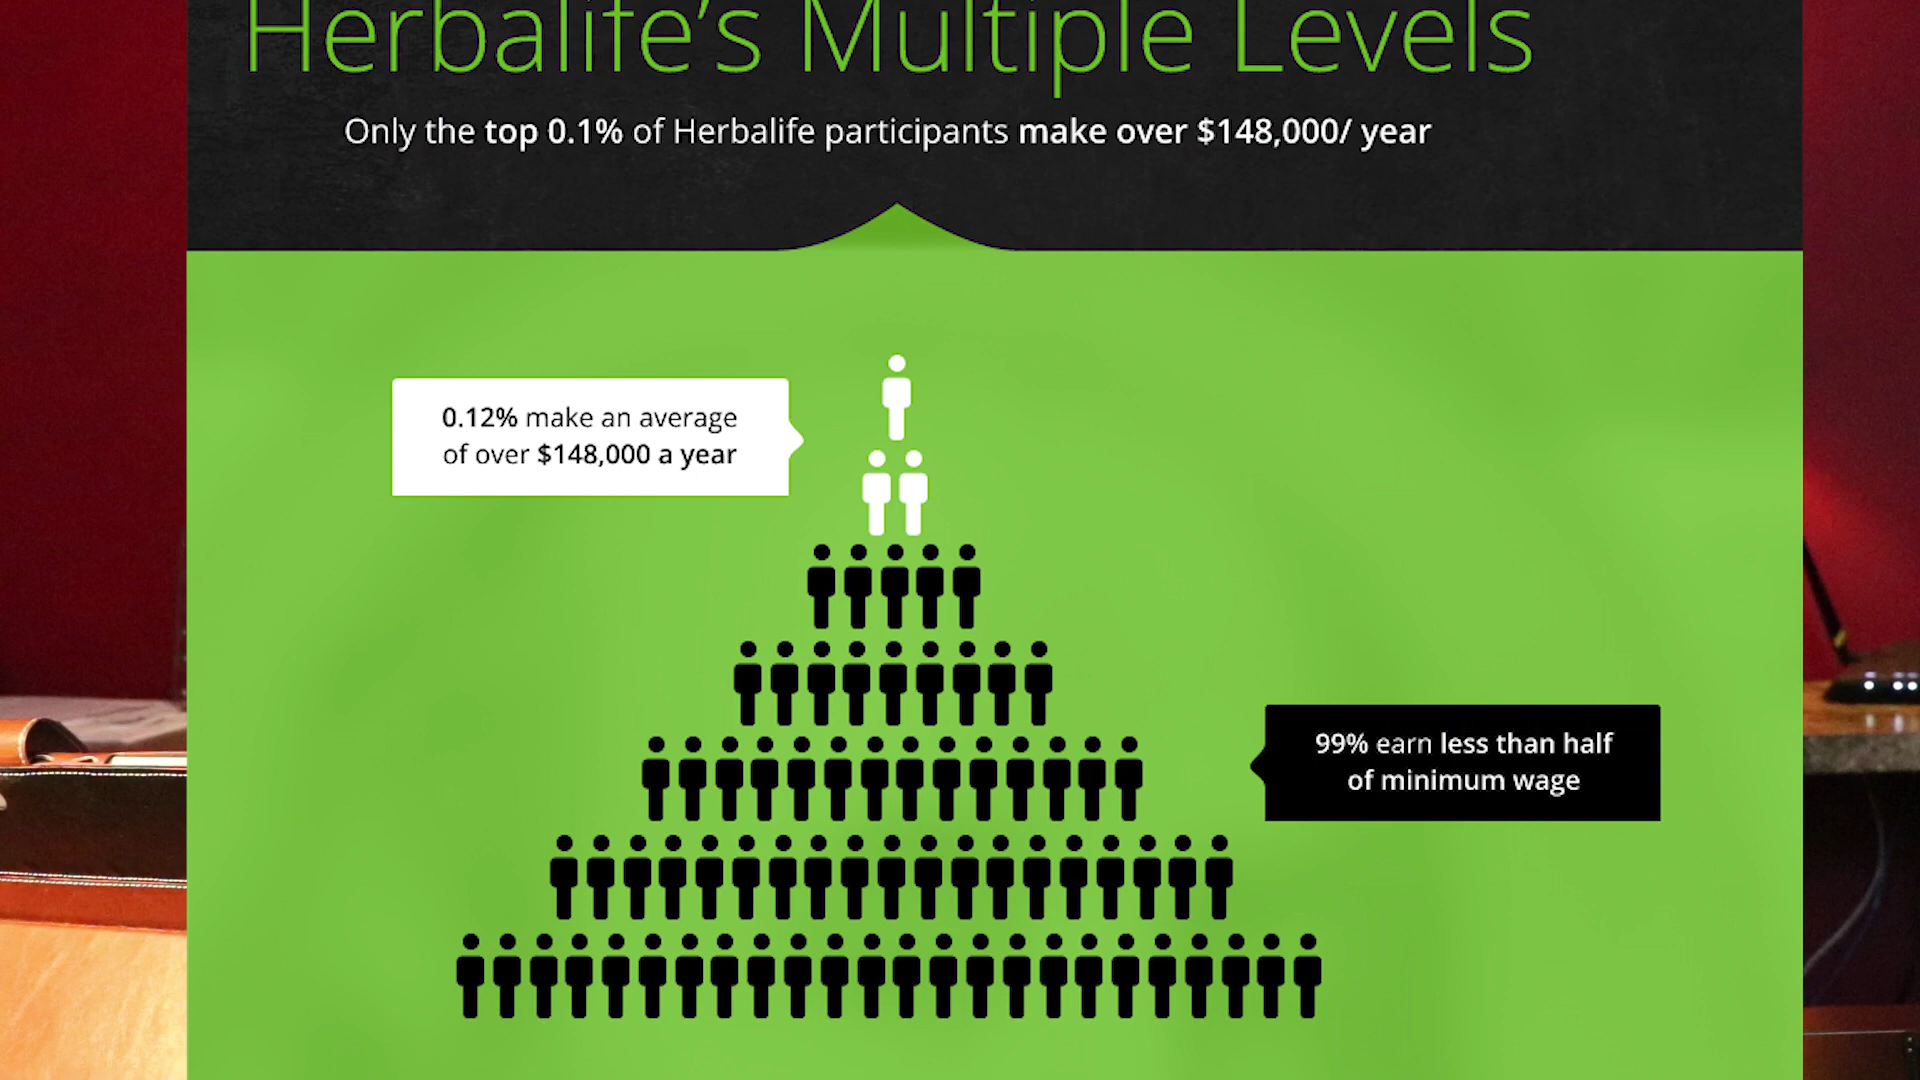 Herbalife’s Multiple Levels
Only the top 0.1% of Herbalife participants make over $148,000/ year
0.12% make an average
of over $148,000 a year
99% earn less than half
of minimum wage